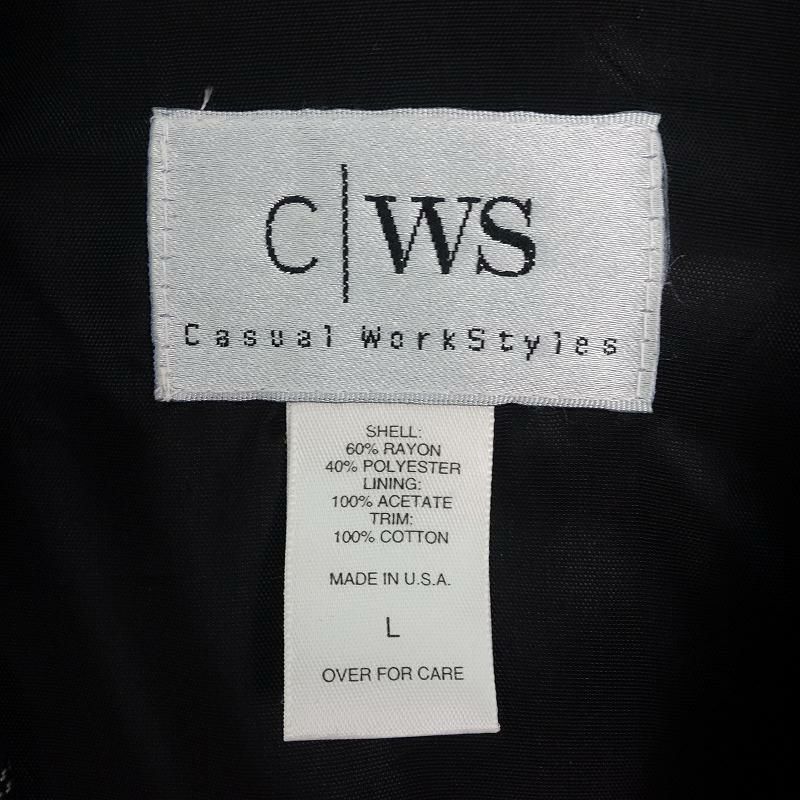 C|WS
Casual WorkStyles
SHELL:
60% RAYON
40% POLYESTER
LINING:
100% ACETATE
TRIM:
100% COTTON
MADE IN U.S.A.
L
OVER FOR CARE